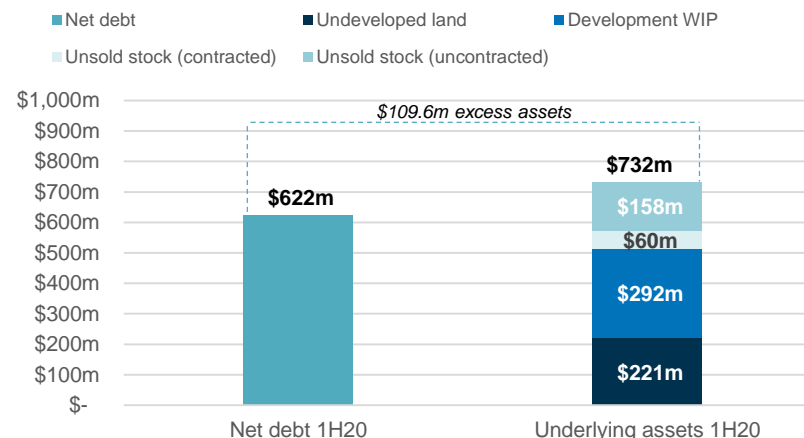 Net debt
Undeveloped land
Development WIP
Unsold stock (contracted)
Unsold stock (uncontracted)
$1,000m
$900m
$800m
$700m
$600m
$500m
$400m
$300m
$200m
$100m
$-
$109.6m excess assets
$622m
$732m
$158m
$60m
$292m
$221m
Net debt 1H20
Underlying assets 1H20